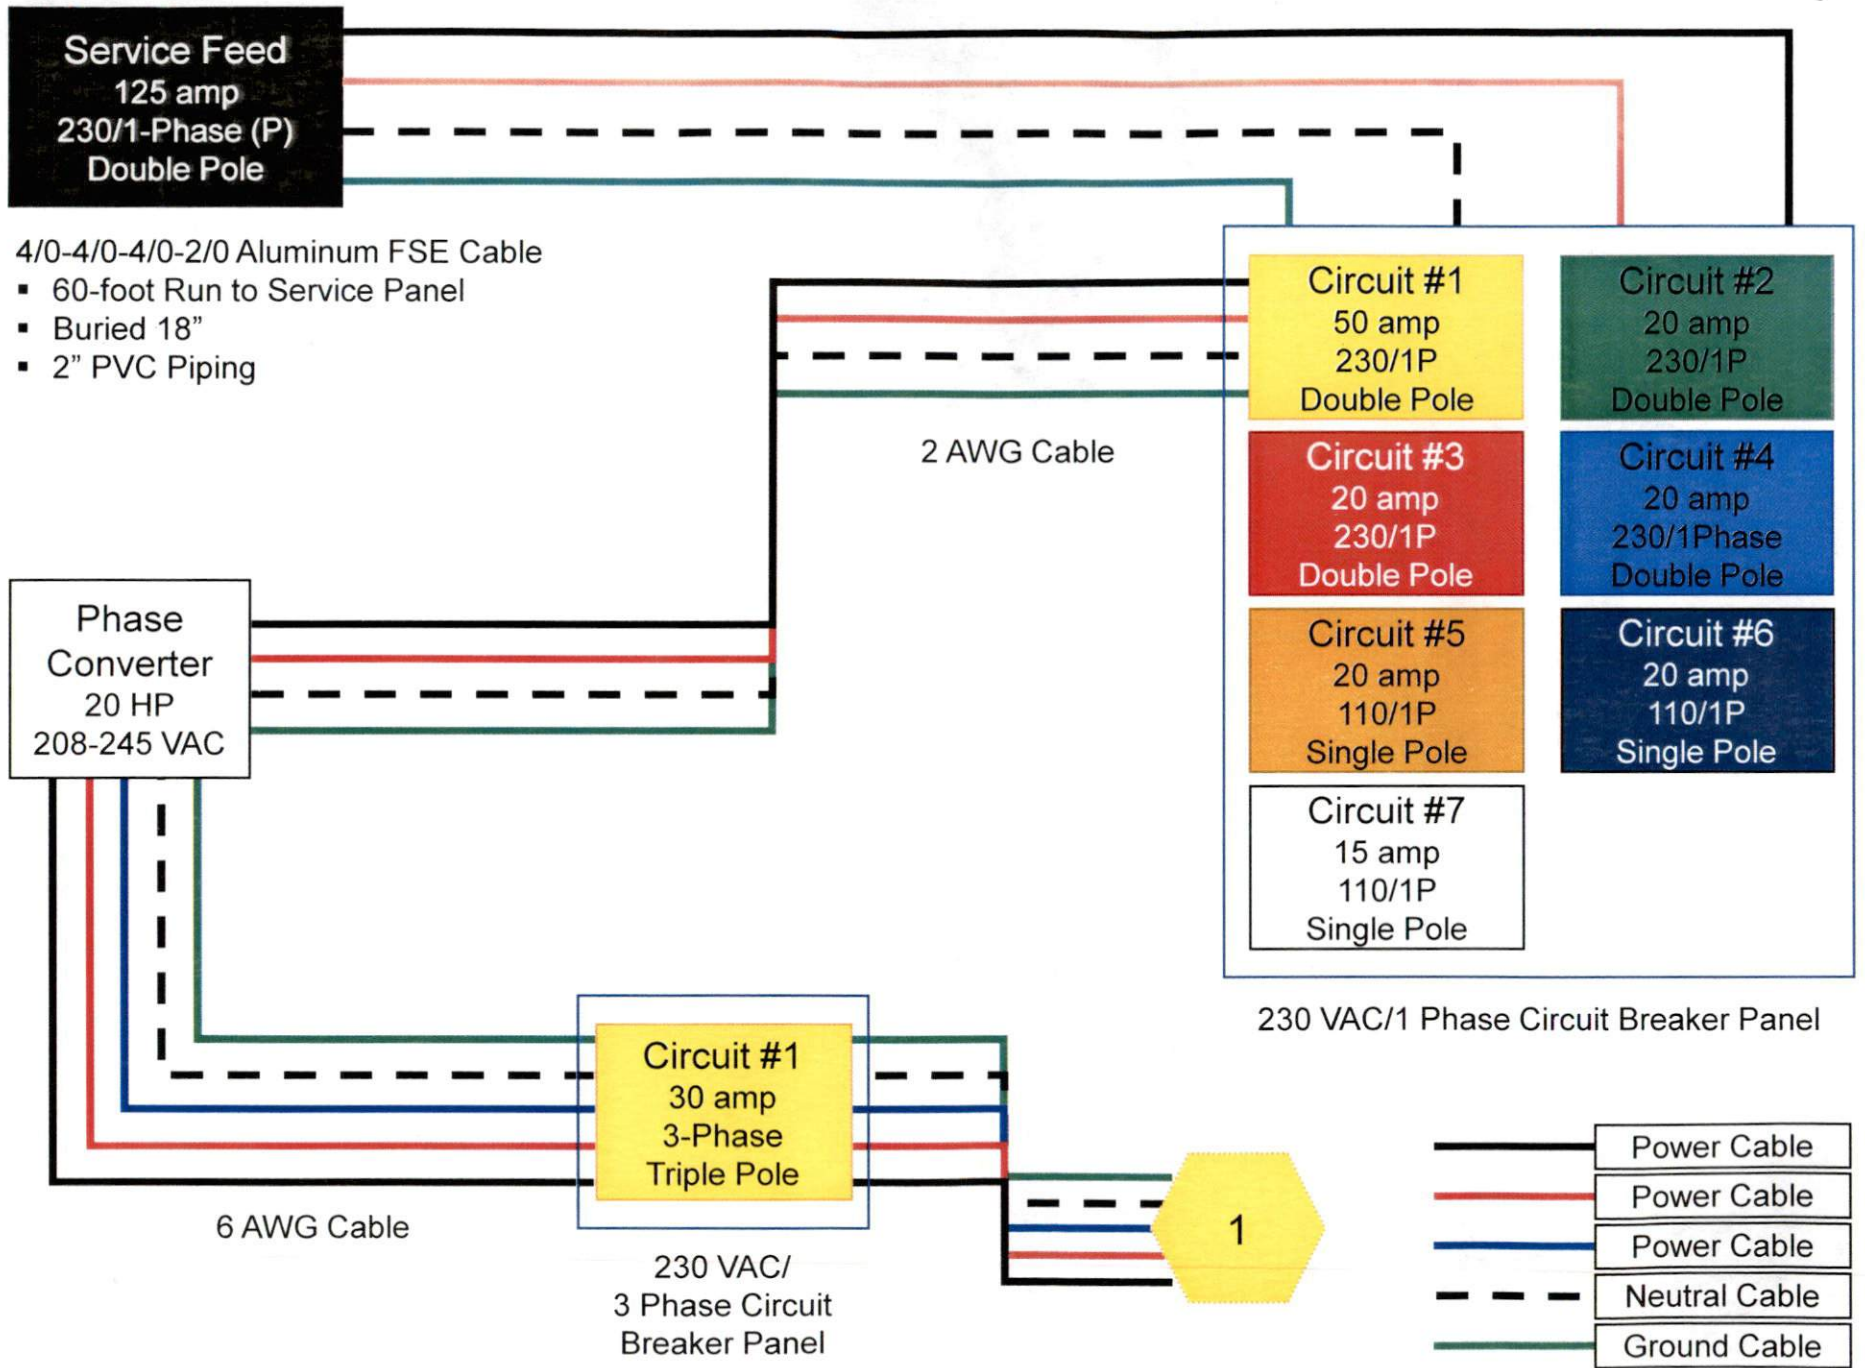 Service Feed
125 amp
230/1-Phase (P)
Double Pole
4/0-4/0-4/0-2/0 Aluminum FSE Cable
▪ 60-foot Run to Service Panel
▪ Buried 18”
▪ 2” PVC Piping
2 AWG Cable
Circuit #1
50 amp
230/1P
Double Pole
Circuit #2
20 amp
230/1P
Double Pole
Circuit #3
20 amp
230/1P
Double Pole
Circuit #4
20 amp
230/1Phase
Double Pole
Circuit #5
20 amp
110/1P
Single Pole
Circuit #6
20 amp
110/1P
Single Pole
Circuit #7
15 amp
110/1P
Single Pole
230 VAC/1 Phase Circuit Breaker Panel
Phase
Converter
20 HP
208-245 VAC
6 AWG Cable
Circuit #1
30 amp
3-Phase
Triple Pole
230 VAC/
3 Phase Circuit
Breaker Panel
1
Power Cable
Power Cable
Power Cable
Neutral Cable
Ground Cable